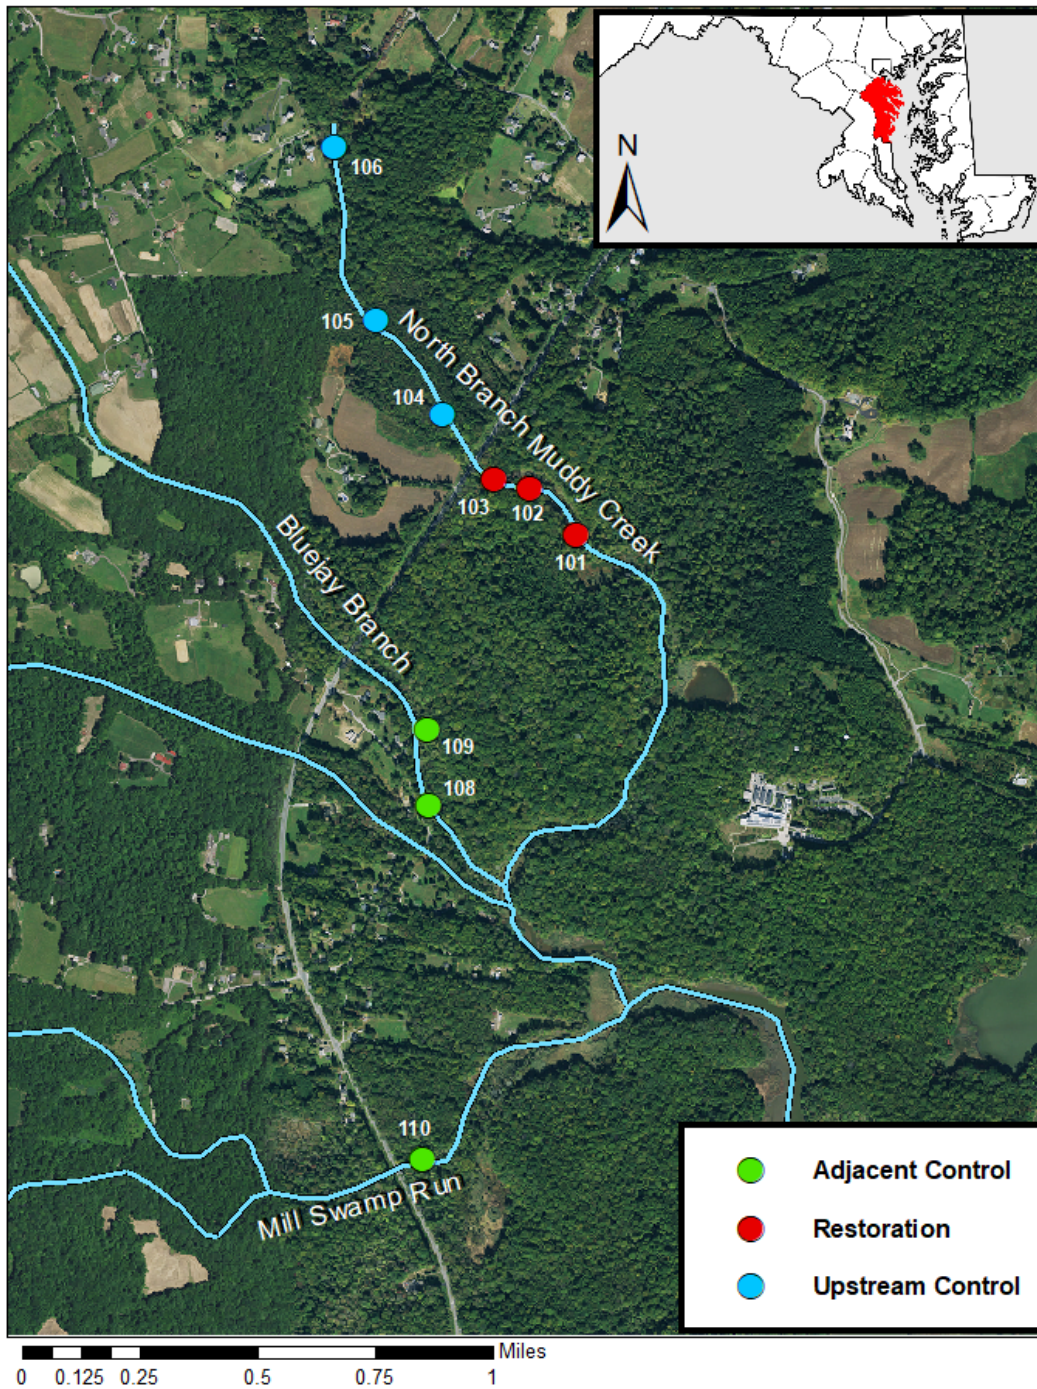 N
106
105
104
North Branch Muddy Creek
103
102
101
Bluejay Branch
109
108
110
Mill Swamp Run
Adjacent Control
Restoration
Upstream Control
Miles
0 0.125 0.25 0.5 0.75 1